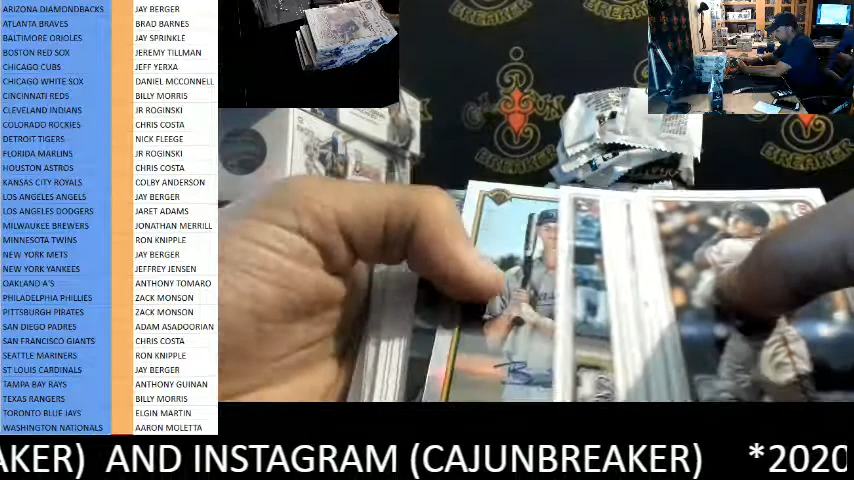 ARIZONA DIAMONDBACKS JAY BERGER
ATLANTA BRAVES BRAD BARNES
BALTIMORE ORIOLES JAY SPRINKLE
BOSTON RED SOX JEREMY TILLMAN
CHICAGO CUBS JEFF YERXA
CHICAGO WHITE SOX DANIEL MCCONNELL
CINCINNATI REDS BILLY MORRIS
CLEVELAND INDIANS JR ROGINSKI
COLORADO ROCKIES CHRIS COSTA
DETROIT TIGERS NICK FLEEGE
FLORIDA MARLINS JR ROGINSKI
HOUSTON ASTROS CHRIS COSTA
KANSAS CITY ROYALS COLBY ANDERSON
LOS ANGELES ANGELS JAY BERGER
LOS ANGELES DODGERS JARET ADAMS
MILWAUKEE BREWERS JONATHAN MERRILL
MINNESOTA TWINS RON KNIPPLE
NEW YORK METS JAY BERGER
NEW YORK YANKEES JEFFREY JENSEN
OAKLAND A'S ANTHONY TOMARO
PHILADELPHIA PHILLIES ZACK MONSON
PITTSBURGH PIRATES ZACK MONSON
SAN DIEGO PADRES ADAM ASADOORIAN
SAN FRANCISCO GIANTS CHRIS COSTA
SEATTLE MARINERS RON KNIPPLE
ST LOUIS CARDINALS JAY BERGER
TAMPA BAY RAYS ANTHONY GUINAN
TEXAS RANGERS BILLY MORRIS
TORONTO BLUE JAYS ELGIN MARTIN
WASHINGTON NATIONALS AARON MOLETTA
BREAKER
BREAKER
CAJUN
BREAKER
BREAKER
AKER) AND INSTAGRAM (CAJUNBREAKER) *2020